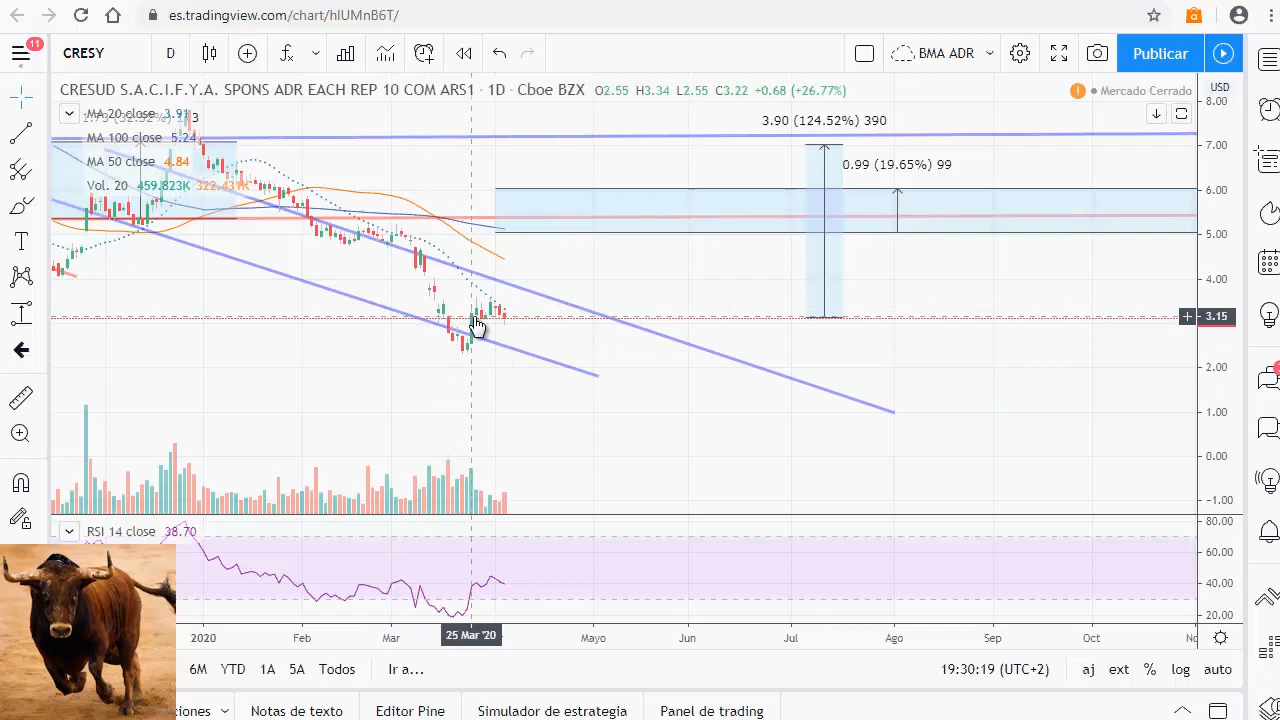 es.tradingview.com/chart/hlUMnB6T/
11
CRESY
D
BMA ADR
Publicar
CRESUD S.A.C.I.F.Y.A. SPONS ADR EACH REP 10 COM ARS1 · 1D · Cboe BZX O2.55 H3.34 L2.55 C3.22 +0.68 (+26.77%)
Mercado Cerrado
USD
MA 20 close 3.91
MA 100 close 5.24
MA 50 close 4.84
Vol. 20 459.823K 322.431K
3.90 (124.52%) 390
0.99 (19.65%) 99
8.00
7.00
6.00
5.00
4.00
3.15
2.00
1.00
0.00
−1.00
RSI 14 close 38.70
80.00
60.00
40.00
20.00
2020
Feb
Mar
25 Mar '20
Mayo
Jun
Jul
Ago
Sep
Oct
6M YTD 1A 5A Todos Ir a...
19:30:19 (UTC+2) aj ext % log auto
Notas de texto
Editor Pine
Simulador de estrategia
Panel de trading